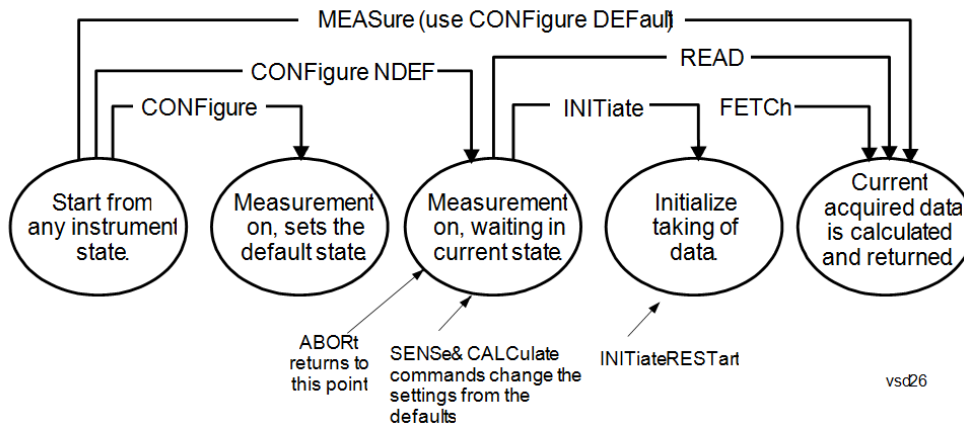 MEASure (use CONFigure DEFault)
CONFigure NDEF
READ
CONFigure
INITiate
FETCh
Start from
any instrument
state.
Measurement
on, sets the
default state.
Measurement
on, waiting in
current state.
Initialize
taking of
data.
Current
acquired data
is calculated
and returned.
ABORt
returns to
this point
SENSe& CALCulate
commands change the
settings from the
defaults
INITiateRESTart
vsd26